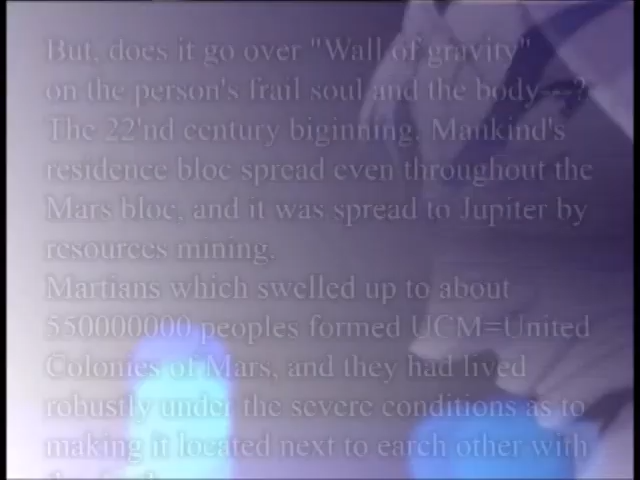 But, does it go over "Wall of gravity"
on the person's frail soul and the body---?
The 22'nd century biginning. Mankind's
residence bloc spread even throughout the
Mars bloc, and it was spread to Jupiter by
resources mining.
Martians which swelled up to about
550000000 peoples formed UCM=United
Colonies of Mars, and they had lived
robustly under the severe conditions as to
making it located next to earch other with